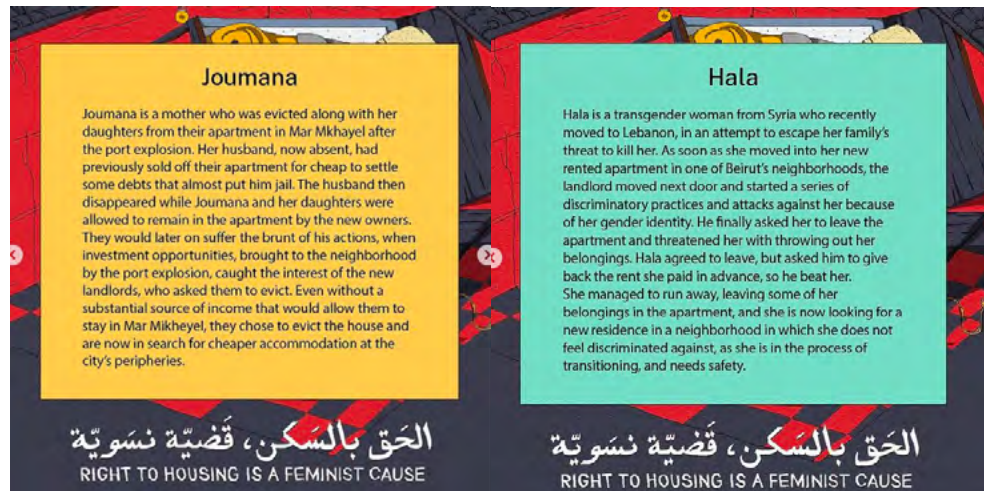 Joumana
Joumana is a mother who was evicted along with her
daughters from their apartment in Mar Mkhayel after
the port explosion. Her husband, now absent, had
previously sold off their apartment for cheap to settle
some debts that almost put him jail. The husband then
disappeared while Joumana and her daughters were
allowed to remain in the apartment by the new owners.
They would later on suffer the brunt of his actions, when
investment opportunities, brought to the neighborhood
by the port explosion, caught the interest of the new
landlords, who asked them to evict. Even without a
substantial source of income that would allow them to
stay in Mar Mikheyel, they chose to evict the house and
are now in search for cheaper accommodation at the
city's peripheries.
الحَق بِالسَكن، قَضيّة نسَويّة
RIGHT TO HOUSING IS A FEMINIST CAUSE
Hala
Hala is a transgender woman from Syria who recently
moved to Lebanon, in an attempt to escape her family's
threat to kill her. As soon as she moved into her new
rented apartment in one of Beirut's neighborhoods, the
landlord moved next door and started a series of
discriminatory practices and attacks against her because
of her gender identity. He finally asked her to leave the
apartment and threatened her with throwing out her
belongings. Hala agreed to leave, but asked him to give
back the rent she paid in advance, so he beat her.
She managed to run away, leaving some of her
belongings in the apartment, and she is now looking for a
new residence in a neighborhood in which she does not
feel discriminated against, as she is in the process of
transitioning, and needs safety.
الحَق بِالسَكن، قَضيّة نسَويّة
RIGHT TO HOUSING IS A FEMINIST CAUSE